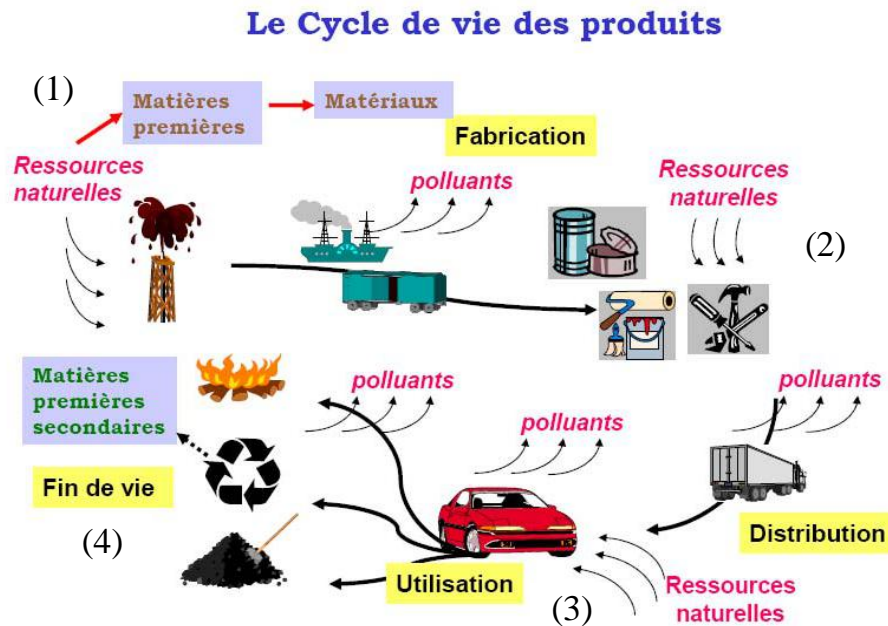 Le Cycle de vie des produits
(1)
Matières
premières
Matériaux
Fabrication
Ressources
naturelles
polluants
Ressources
naturelles
(2)
Matières
premières
secondaires
polluants
polluants
polluants
Fin de vie
(4)
Utilisation
Distribution
(3)
Ressources
naturelles